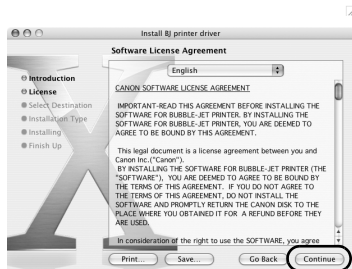 Install BJ printer driver
Software License Agreement
Introduction
License
Select Destination
Installation Type
Installing
Finish Up
English
CANON SOFTWARE LICENSE AGREEMENT
IMPORTANT-READ THIS AGREEMENT BEFORE INSTALLING THE
SOFTWARE FOR BUBBLE-JET PRINTER. BY INSTALLING THE
SOFTWARE FOR BUBBLE-JET PRINTER, YOU ARE DEEMED TO
AGREE TO BE BOUND BY THIS AGREEMENT.
This legal document is a license agreement between you and
Canon Inc.("Canon").
BY INSTALLING THE SOFTWARE FOR BUBBLE-JET PRINTER (THE
"SOFTWARE"), YOU ARE DEEMED TO AGREE TO BE BOUND BY
THE TERMS OF THIS AGREEMENT. IF YOU DO NOT AGREE TO
THE TERMS OF THIS AGREEMENT, DO NOT INSTALL THE
SOFTWARE AND PROMPTLY RETURN THE CANON DISK TO THE
PLACE WHERE YOU OBTAINED IT FOR A REFUND BEFORE THEY
ARE USED.
In consideration of the right to use the SOFTWARE, you agree
Print... Save... Go Back Continue